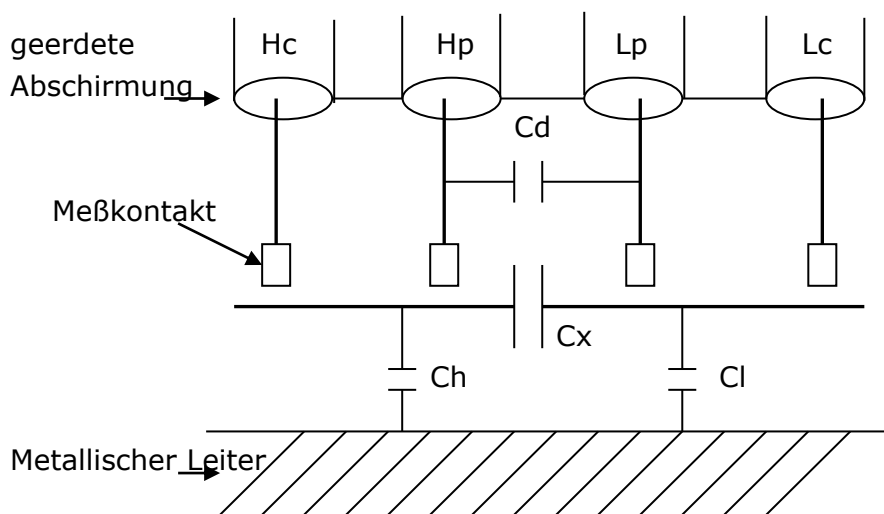 geerdete
Abschirmung
Hc
Hp
Lp
Lc
Cd
Meßkontakt
Cx
Ch
Cl
Metallischer Leiter